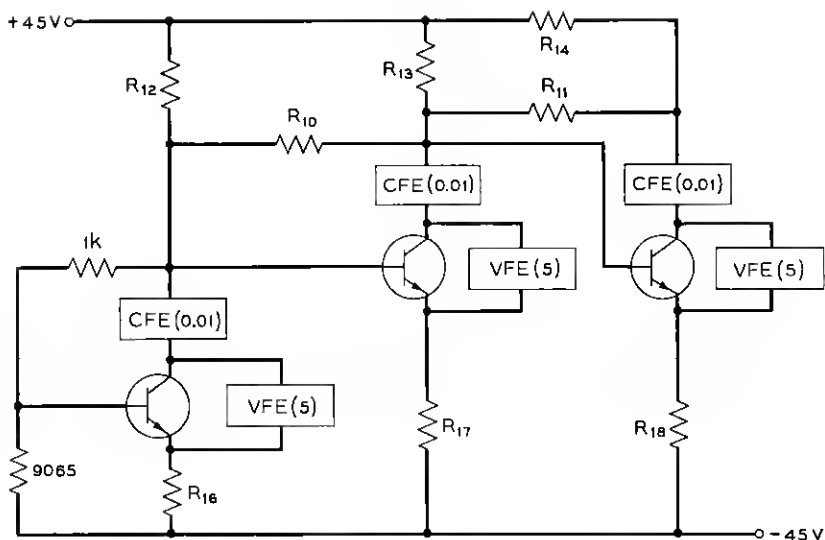 +45V
R14
R12
R13
R11
R10
CFE(0.01)
CFE(0.01)
1k
VFE(5)
VFE(5)
CFE(0.01)
VFE(5)
R17
R18
9065
R16
-45V